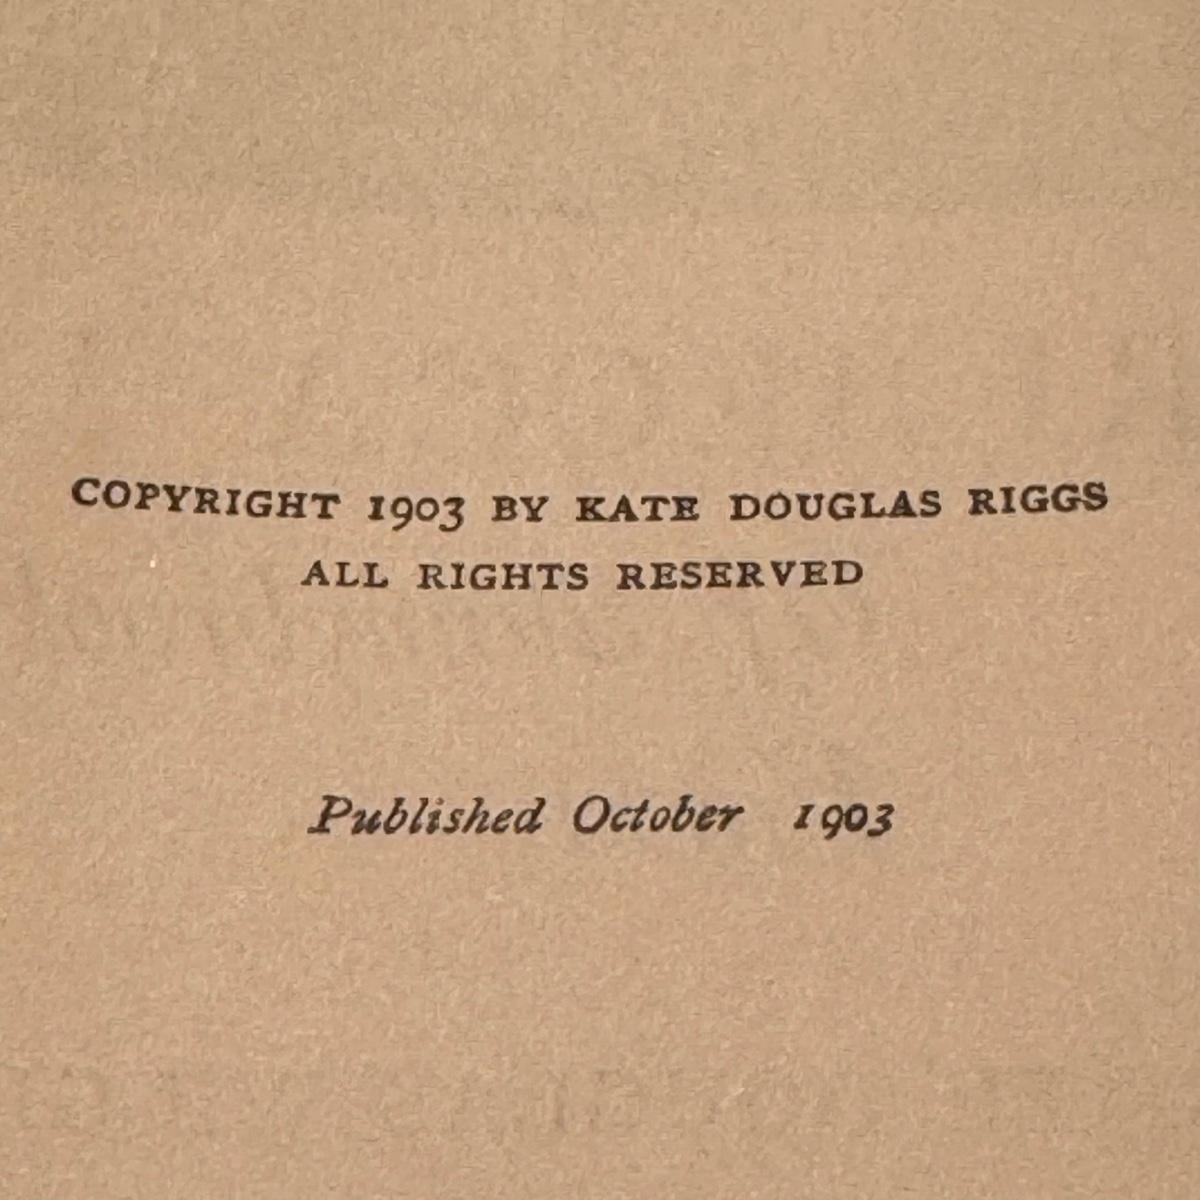 COPYRIGHT 1903 BY KATE DOUGLAS RIGGS
ALL RIGHTS RESERVED
Published October 1903